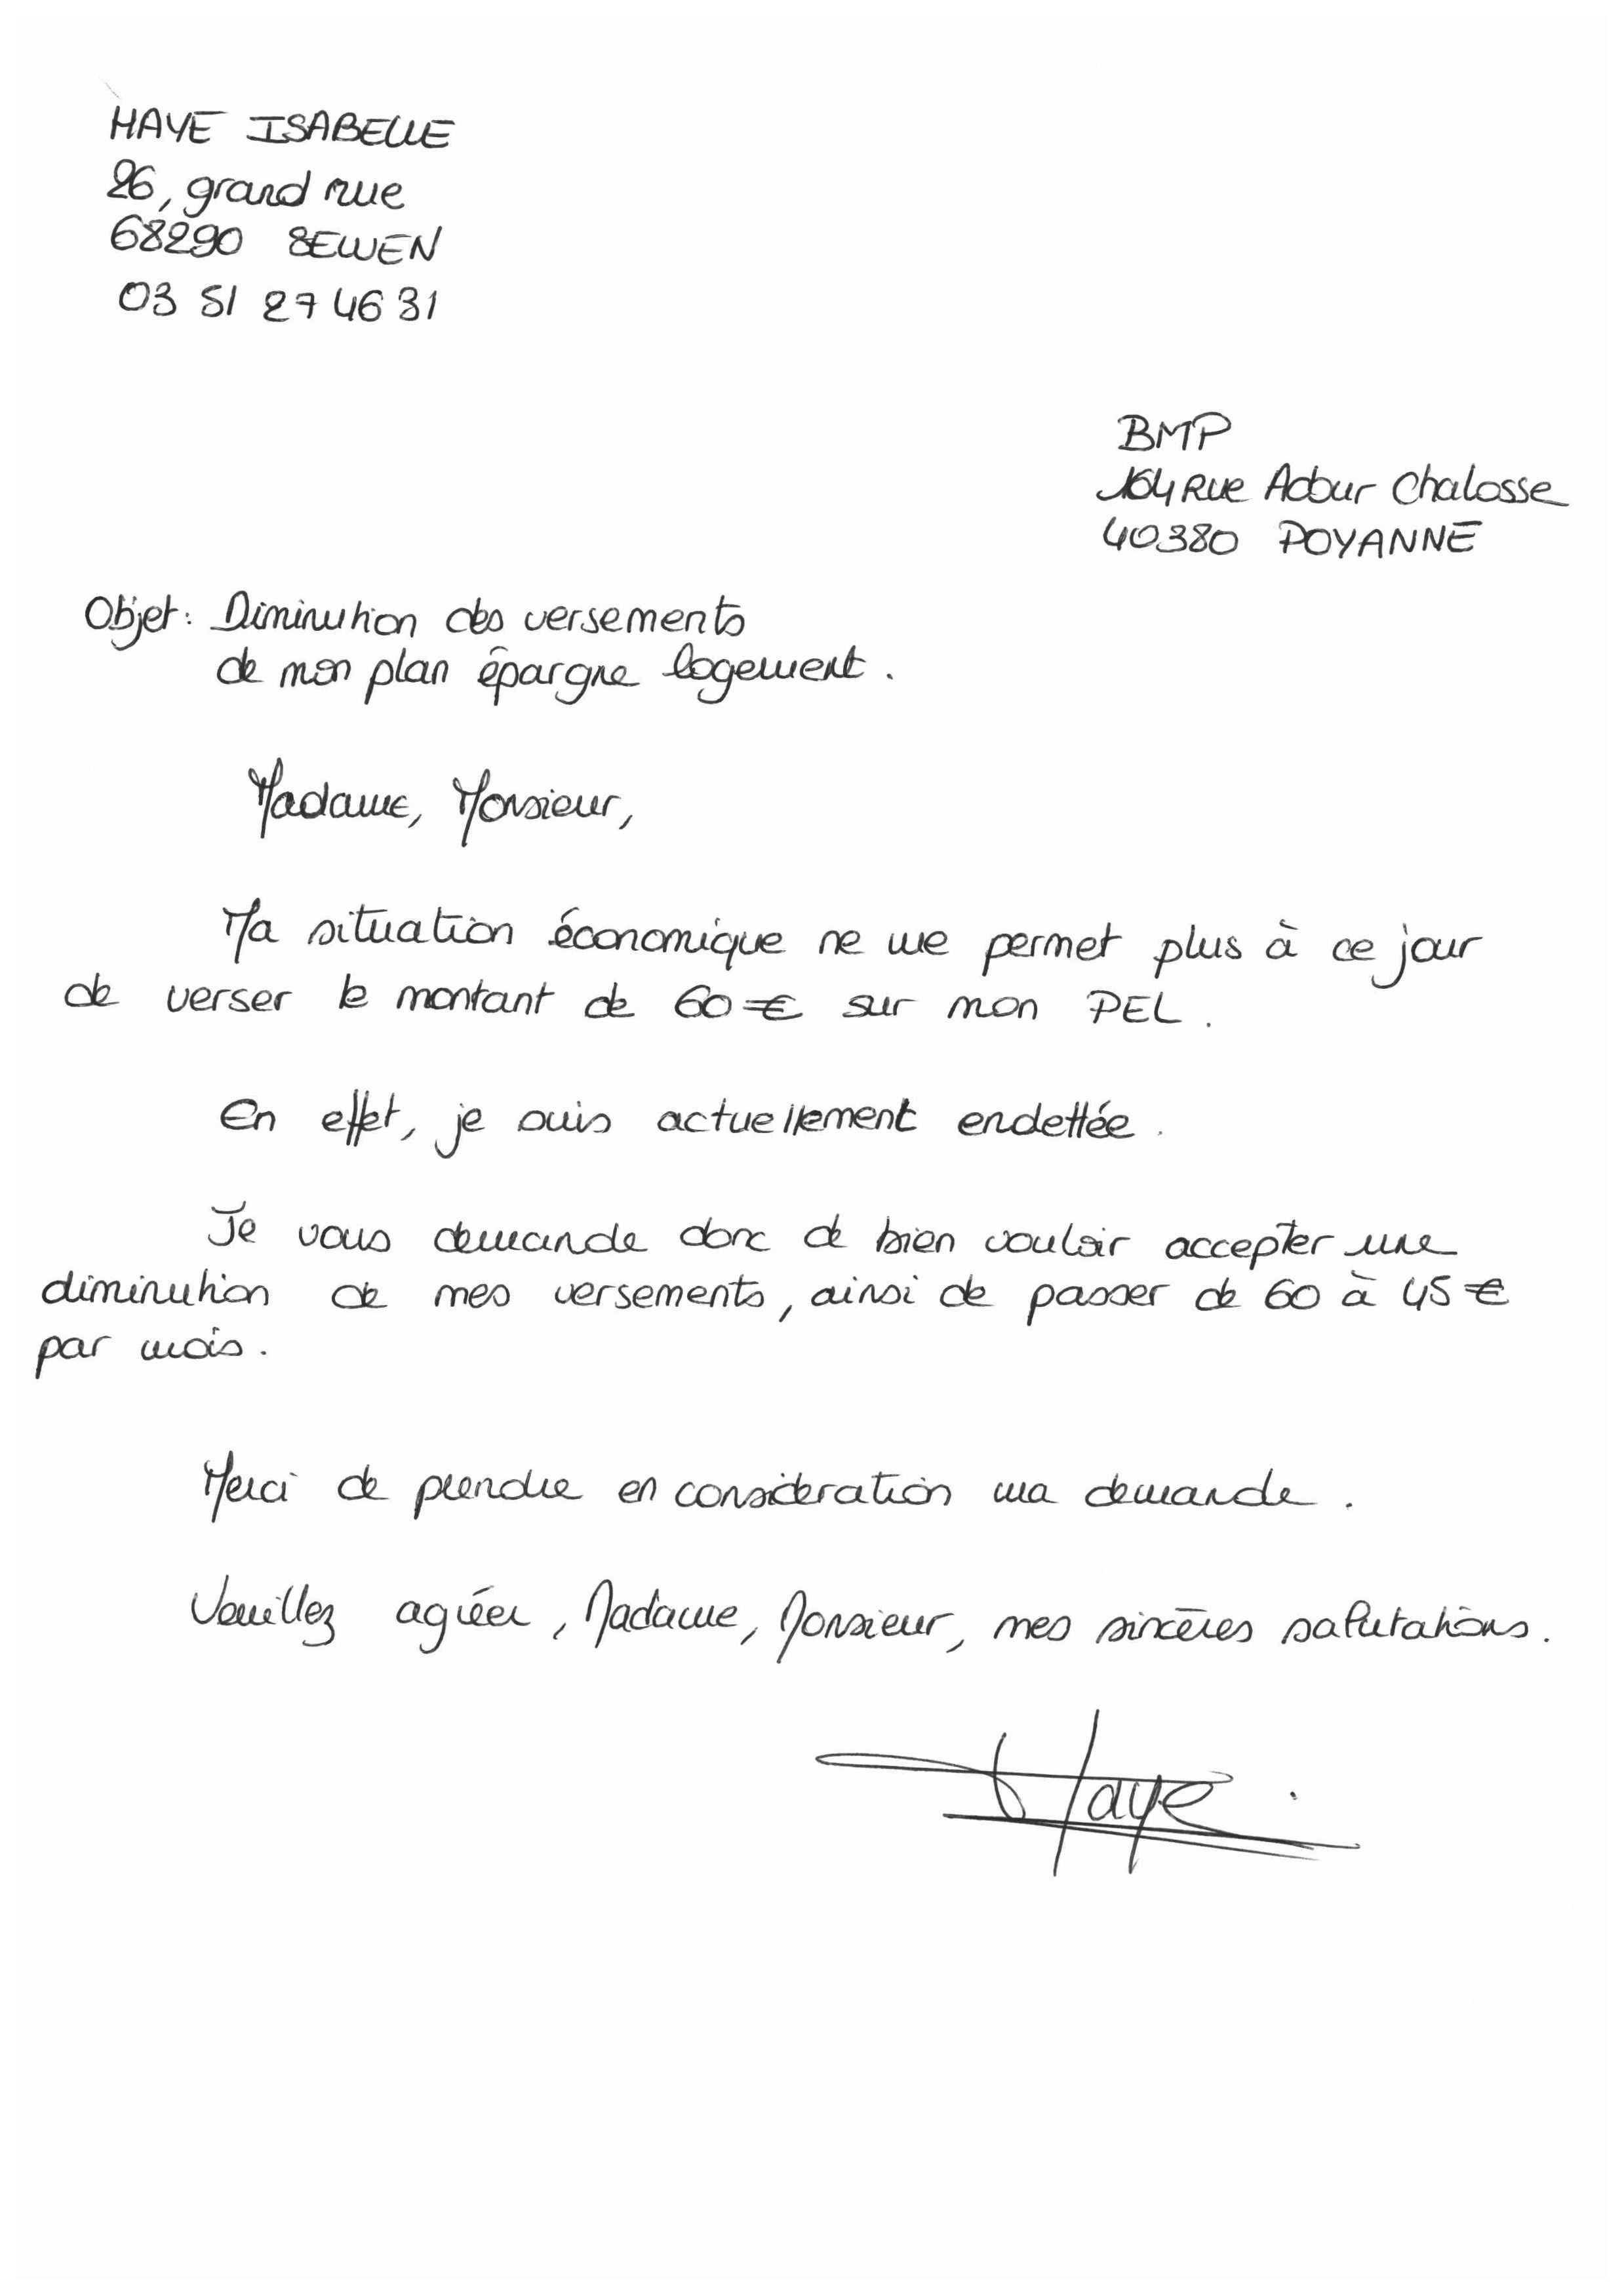 HAYE ISABELLE
26, grand rue
68290 SEWEN
03 51 27 46 31
BMP
164 Rue Adour Chalosse
40380 POYANNE
Objet : Diminution des versements
de mon plan épargne logement.
Madame, Monsieur,
Ma situation économique ne me permet plus à ce jour
de verser le montant de 60 € sur mon PEL.
En effet, je suis actuellement endettée.
Je vous demande donc de bien vouloir accepter une
diminution de mes versements, ainsi de passer de 60 à 45 €
par mois.
Merci de prendre en consideration ma demande.
Veuillez agréer, Madame, Monsieur, mes sincères salutations.
Haye